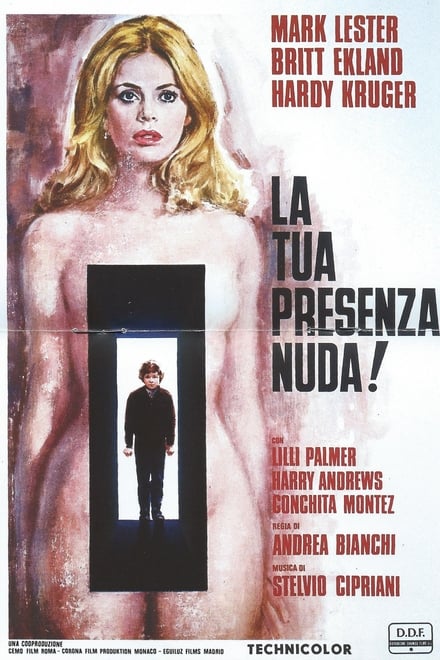 MARK LESTER
BRITT EKLAND
HARDY KRUGER
LA
TUA
PRESENZA
NUDA!
CON
LILLI PALMER
HARRY ANDREWS
CONCHITA MONTEZ
REGIA DI
ANDREA BIANCHI
MUSICA DI
STELVIO CIPRIANI
UNA COPRODUZIONE
CEMO FILM ROMA - CORONA FILM PRODUKTION MONACO - EGUILUZ FILMS MADRID
TECHNICOLOR
D.D.F.